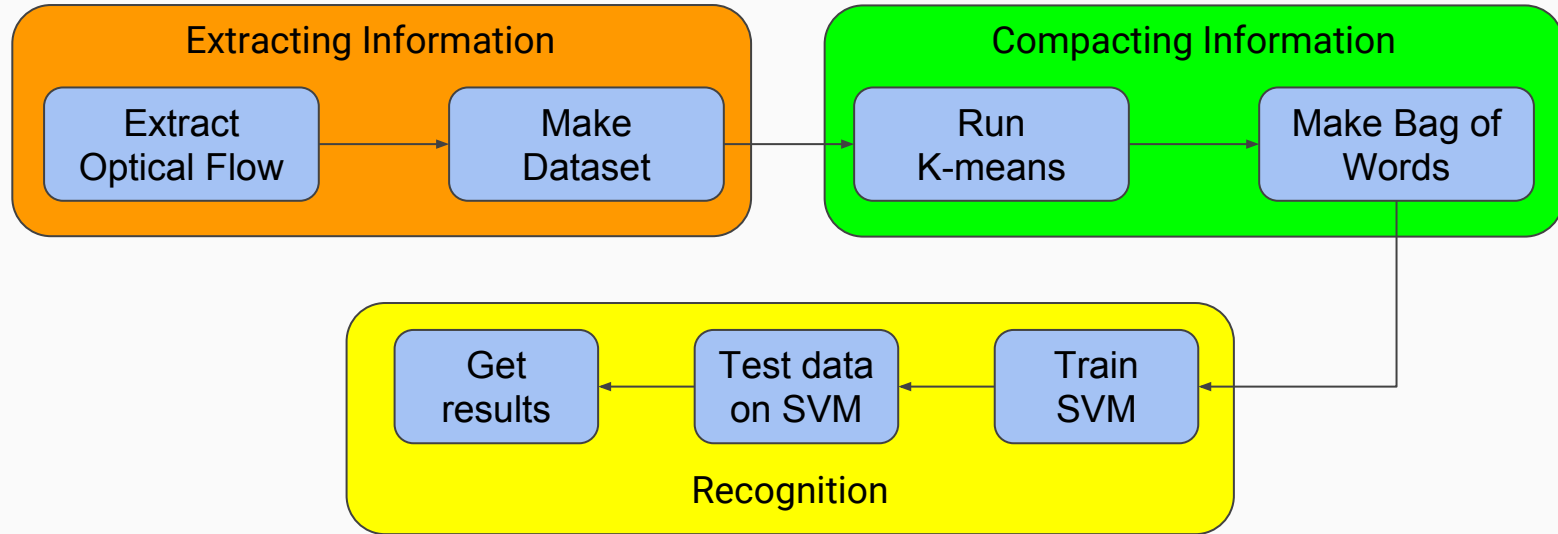 Extracting Information
Extract
Optical Flow
Make
Dataset
Compacting Information
Run
K-means
Make Bag of
Words
Train
SVM
Test data
on SVM
Get
results
Recognition